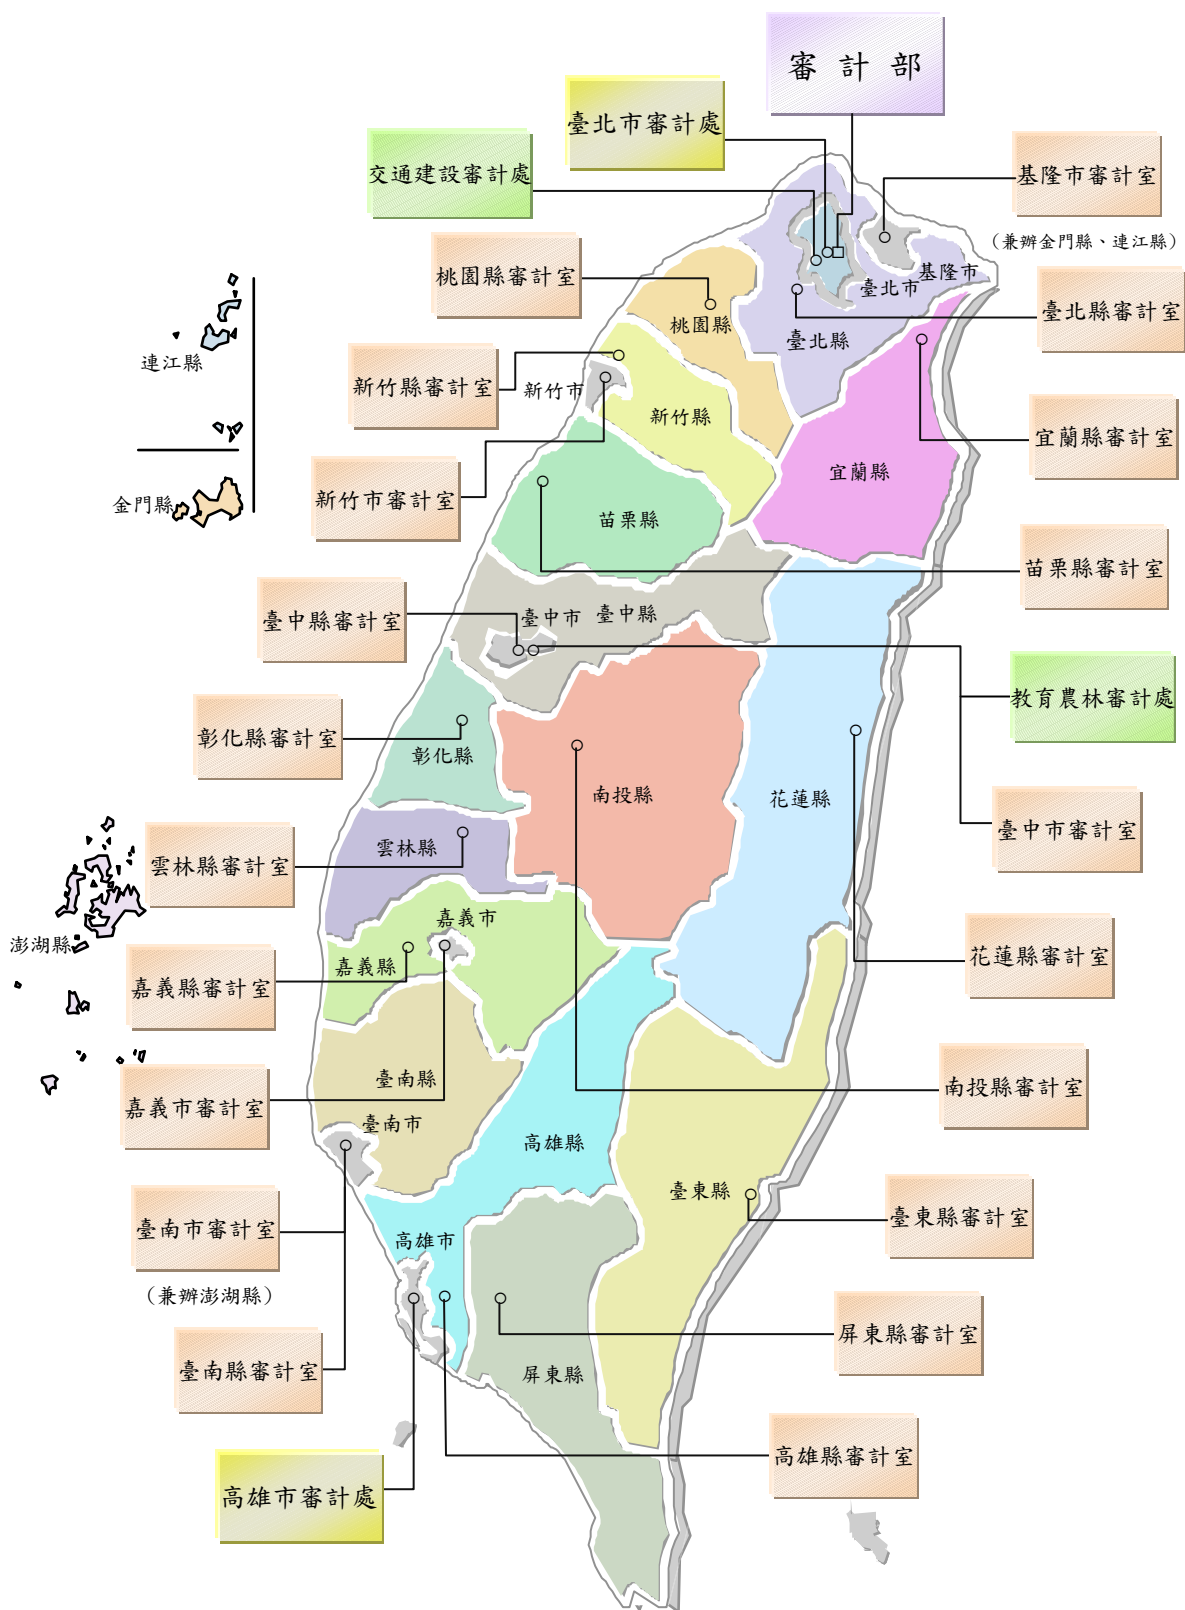 審計部
臺北市審計處
交通建設審計處
基隆市審計室
（兼辦金門縣、連江縣）
桃園縣審計室
臺北縣審計室
基隆市
臺北市
桃園縣
臺北縣
連江縣
新竹縣審計室
新竹市
新竹縣
宜蘭縣審計室
宜蘭縣
新竹市審計室
金門縣
苗栗縣
苗栗縣審計室
臺中縣審計室
臺中市
臺中縣
教育農林審計處
彰化縣審計室
彰化縣
南投縣
花蓮縣
臺中市審計室
雲林縣審計室
雲林縣
嘉義市
澎湖縣
嘉義縣
花蓮縣審計室
嘉義縣審計室
臺南縣
南投縣審計室
嘉義市審計室
臺南市
高雄縣
臺東縣
臺南市審計室
（兼辦澎湖縣）
高雄市
臺東縣審計室
屏東縣審計室
臺南縣審計室
屏東縣
高雄縣審計室
高雄市審計處